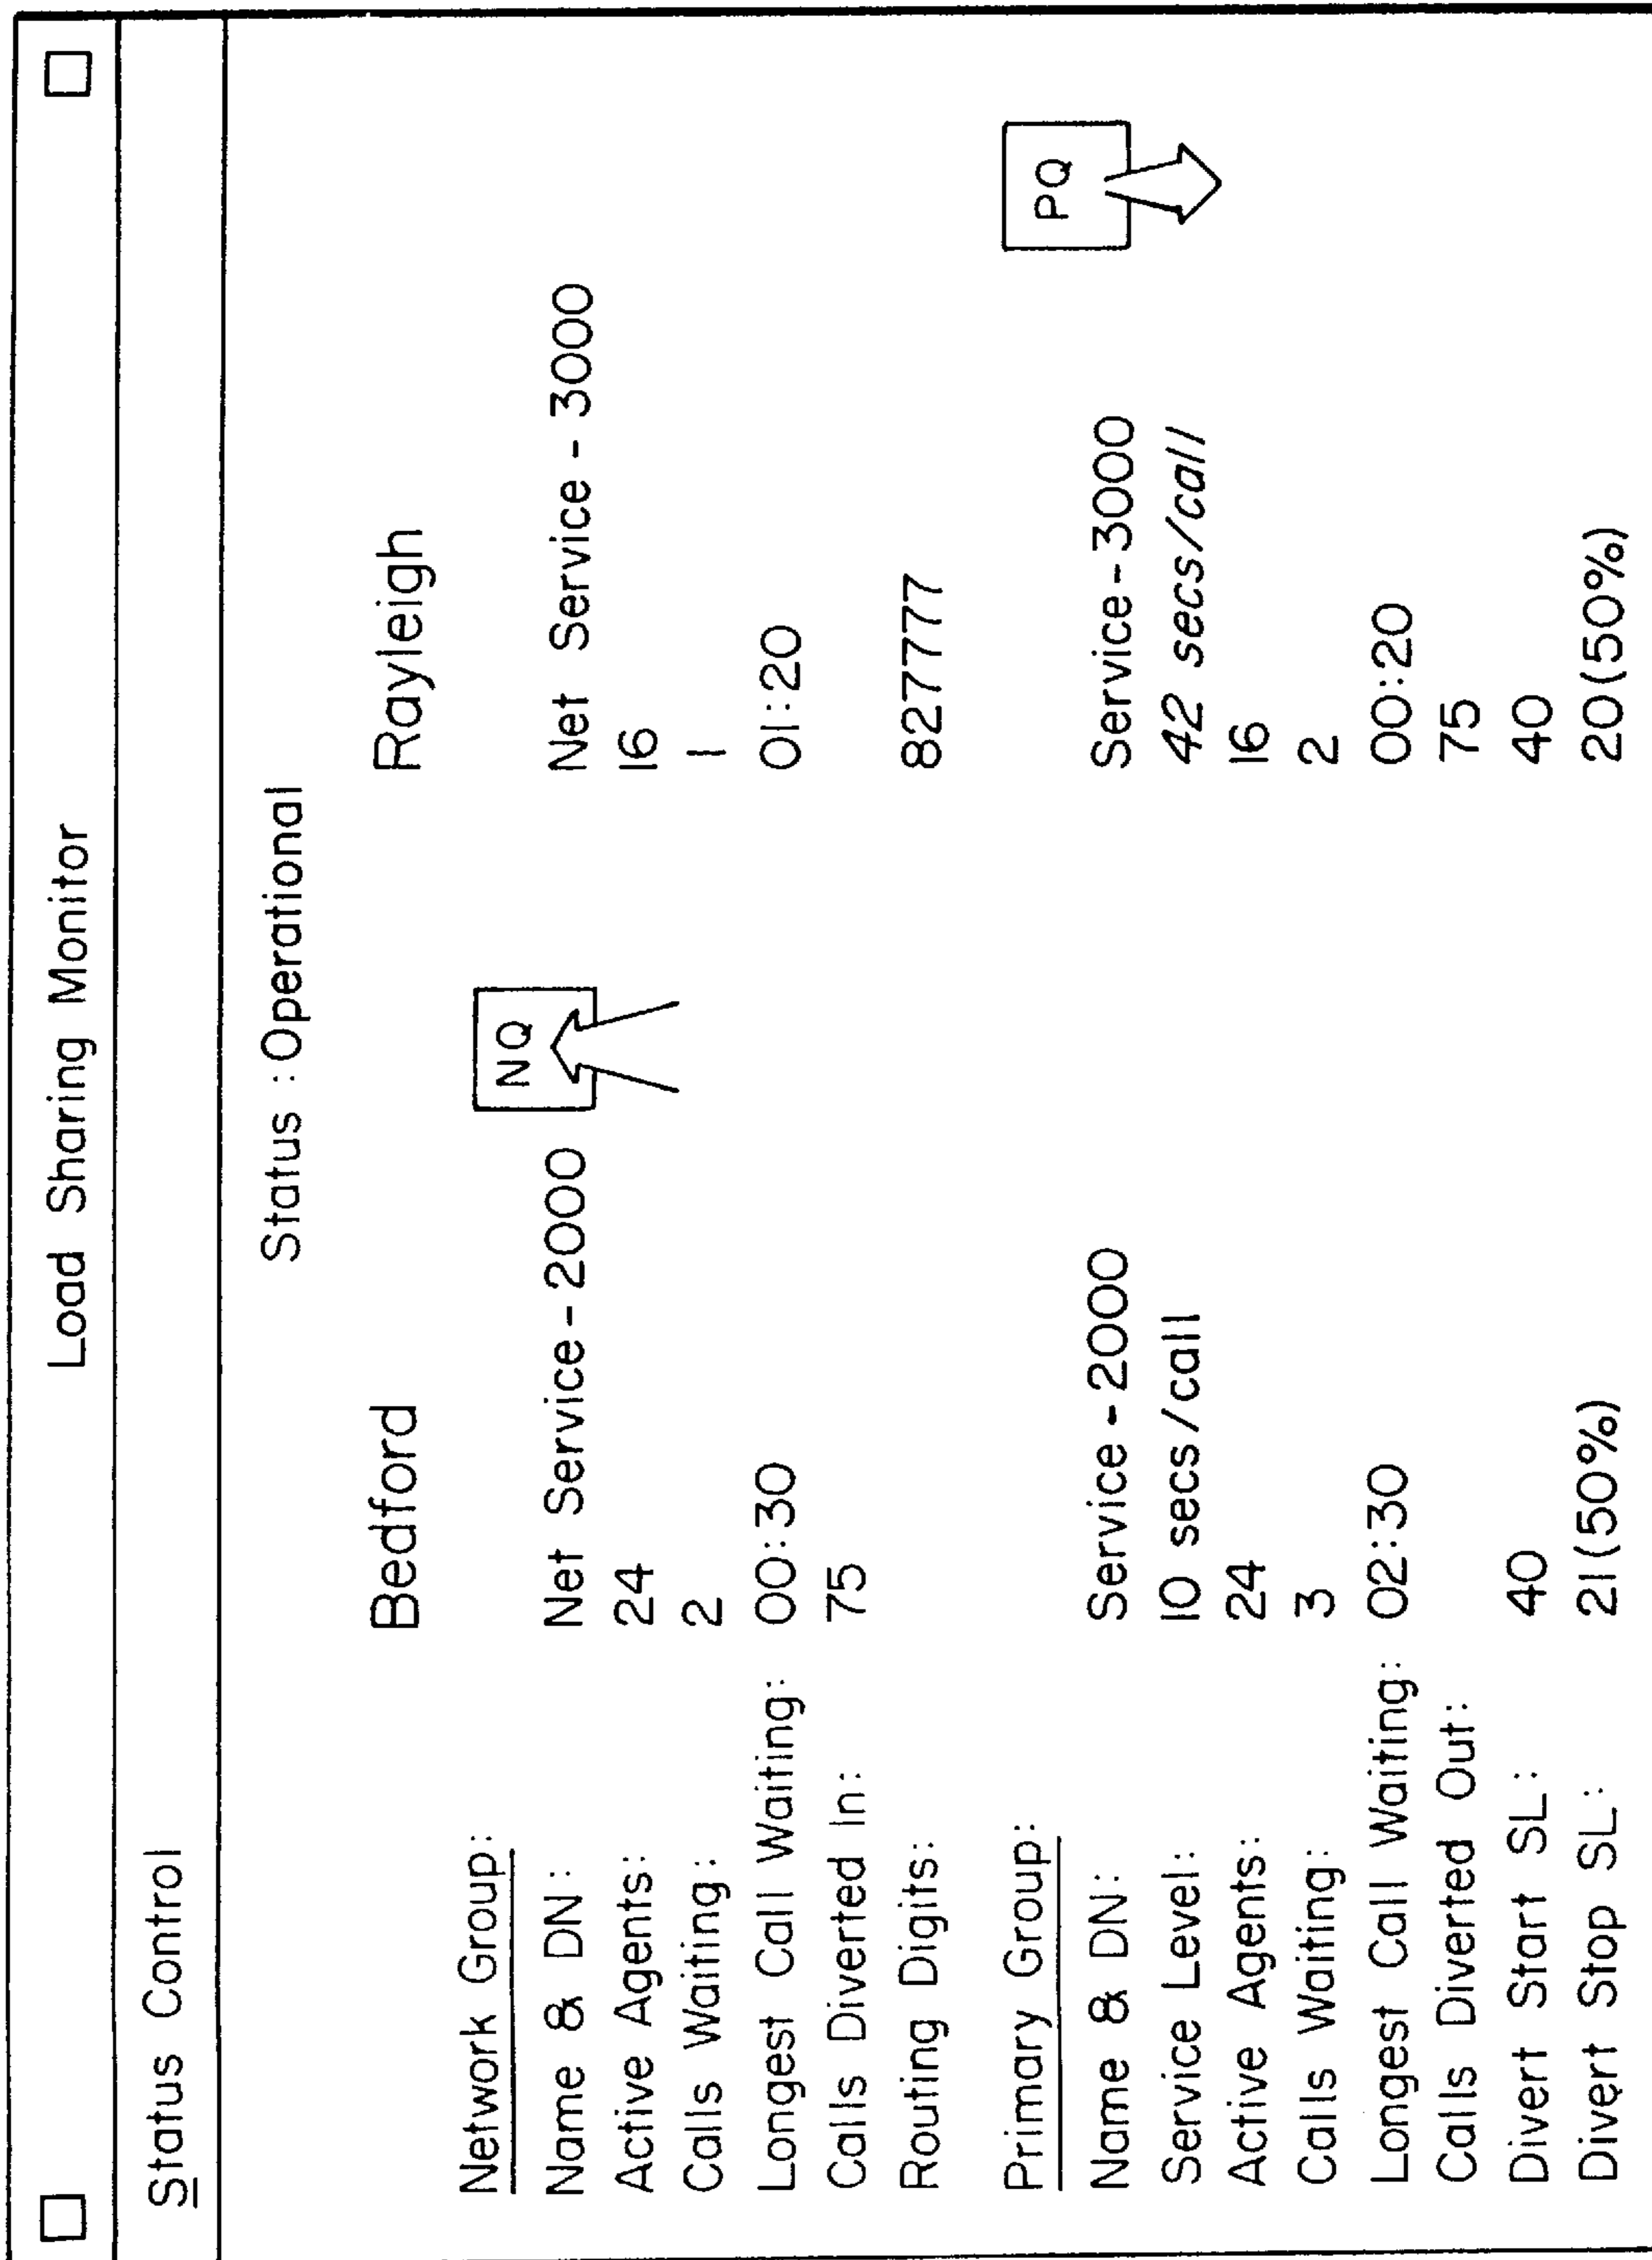 Load Sharing Monitor
Status Control
Status :Operational
Bedford Rayleigh
Network Group: NQ
Name & DN: Net Service-2000 Net Service - 3000
Active Agents: 24 16
Calls Waiting: 2 1
Longest Call Waiting: 00:30 01:20
Calls Diverted In: 75
Routing Digits: 827777
Primary Group: PQ
Name & DN: Service-2000 Service-3000
Service Level: 10 secs/call 42 secs/call
Active Agents: 24 16
Calls Waiting: 3 2
Longest Call Waiting: 02:30 00:20
Calls Diverted Out: 75
Divert Start SL: 40 40
Divert Stop SL: 21(50%) 20(50%)